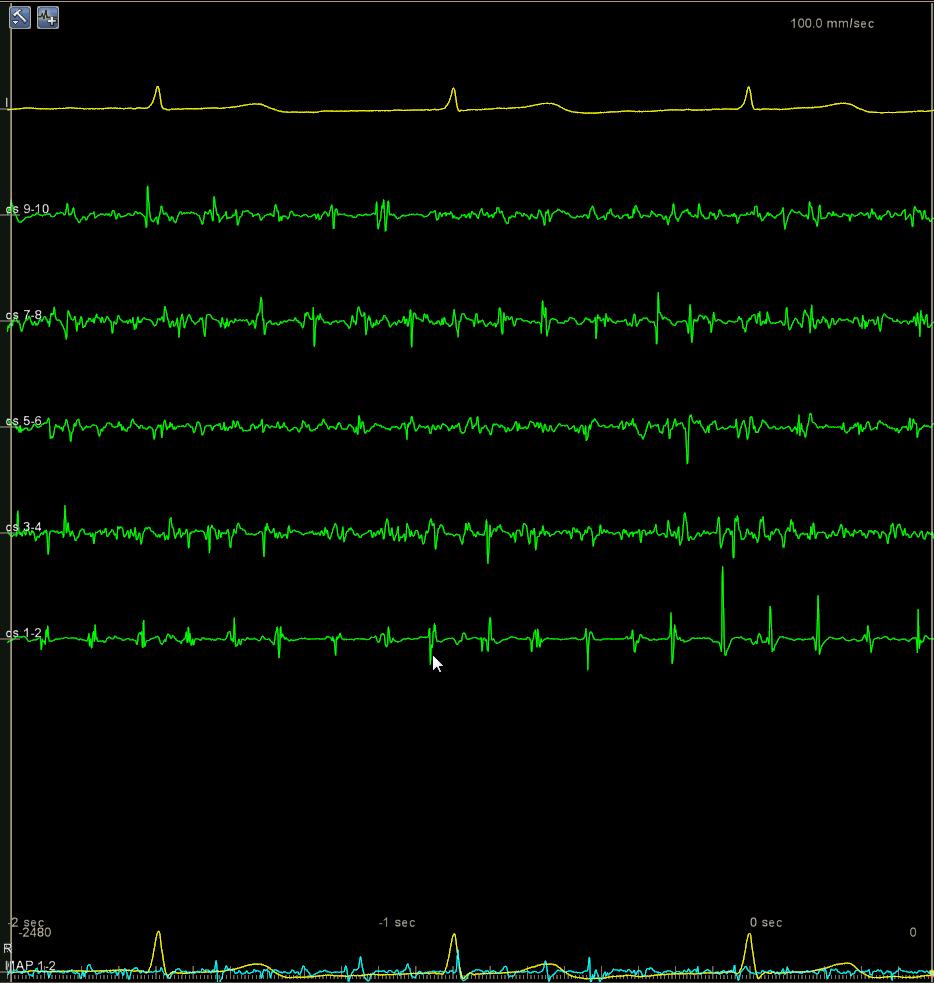 100.0 mm/sec
I
cs 9-10
cs 7-8
cs 5-6
cs 3-4
cs 1-2
-2 sec
-1 sec
0 sec
-2480
0
R
MAP 1-2